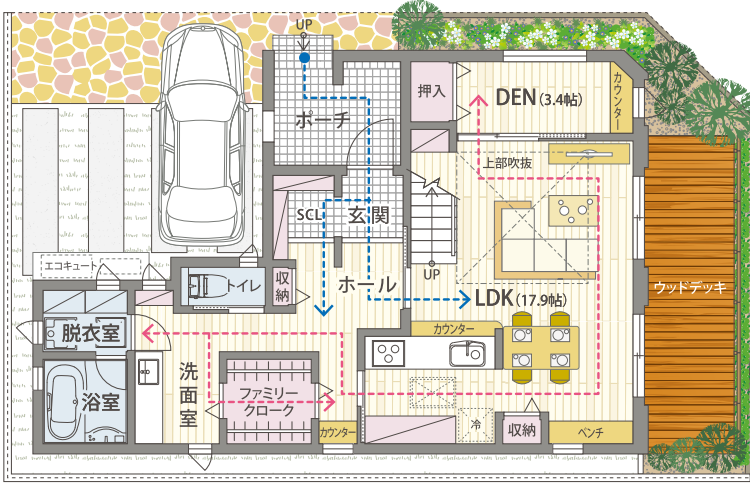 UP
ポーチ
押入
DEN(3.4帖)
カウンター
上部吹抜
SCL
玄関
エコキュート
トイレ
収納
ホール
UP
LDK(17.9帖)
ウッドデッキ
脱衣室
カウンター
洗面室
浴室
ファミリー
クローク
カウンター
冷
収納
ベンチ